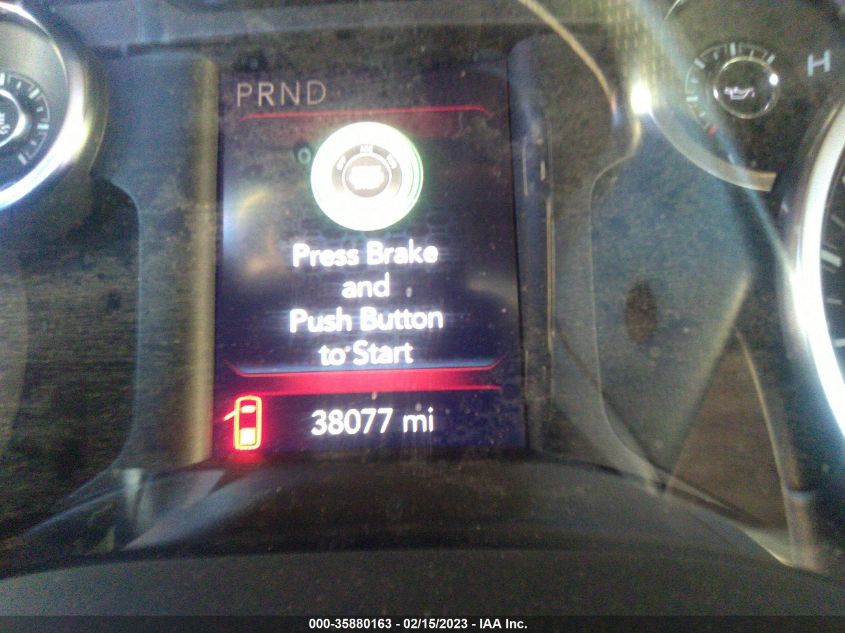 PRND
H
Press Brake
and
Push Button
to Start
38077 mi
000-35880163 - 02/15/2023 - IAA Inc.